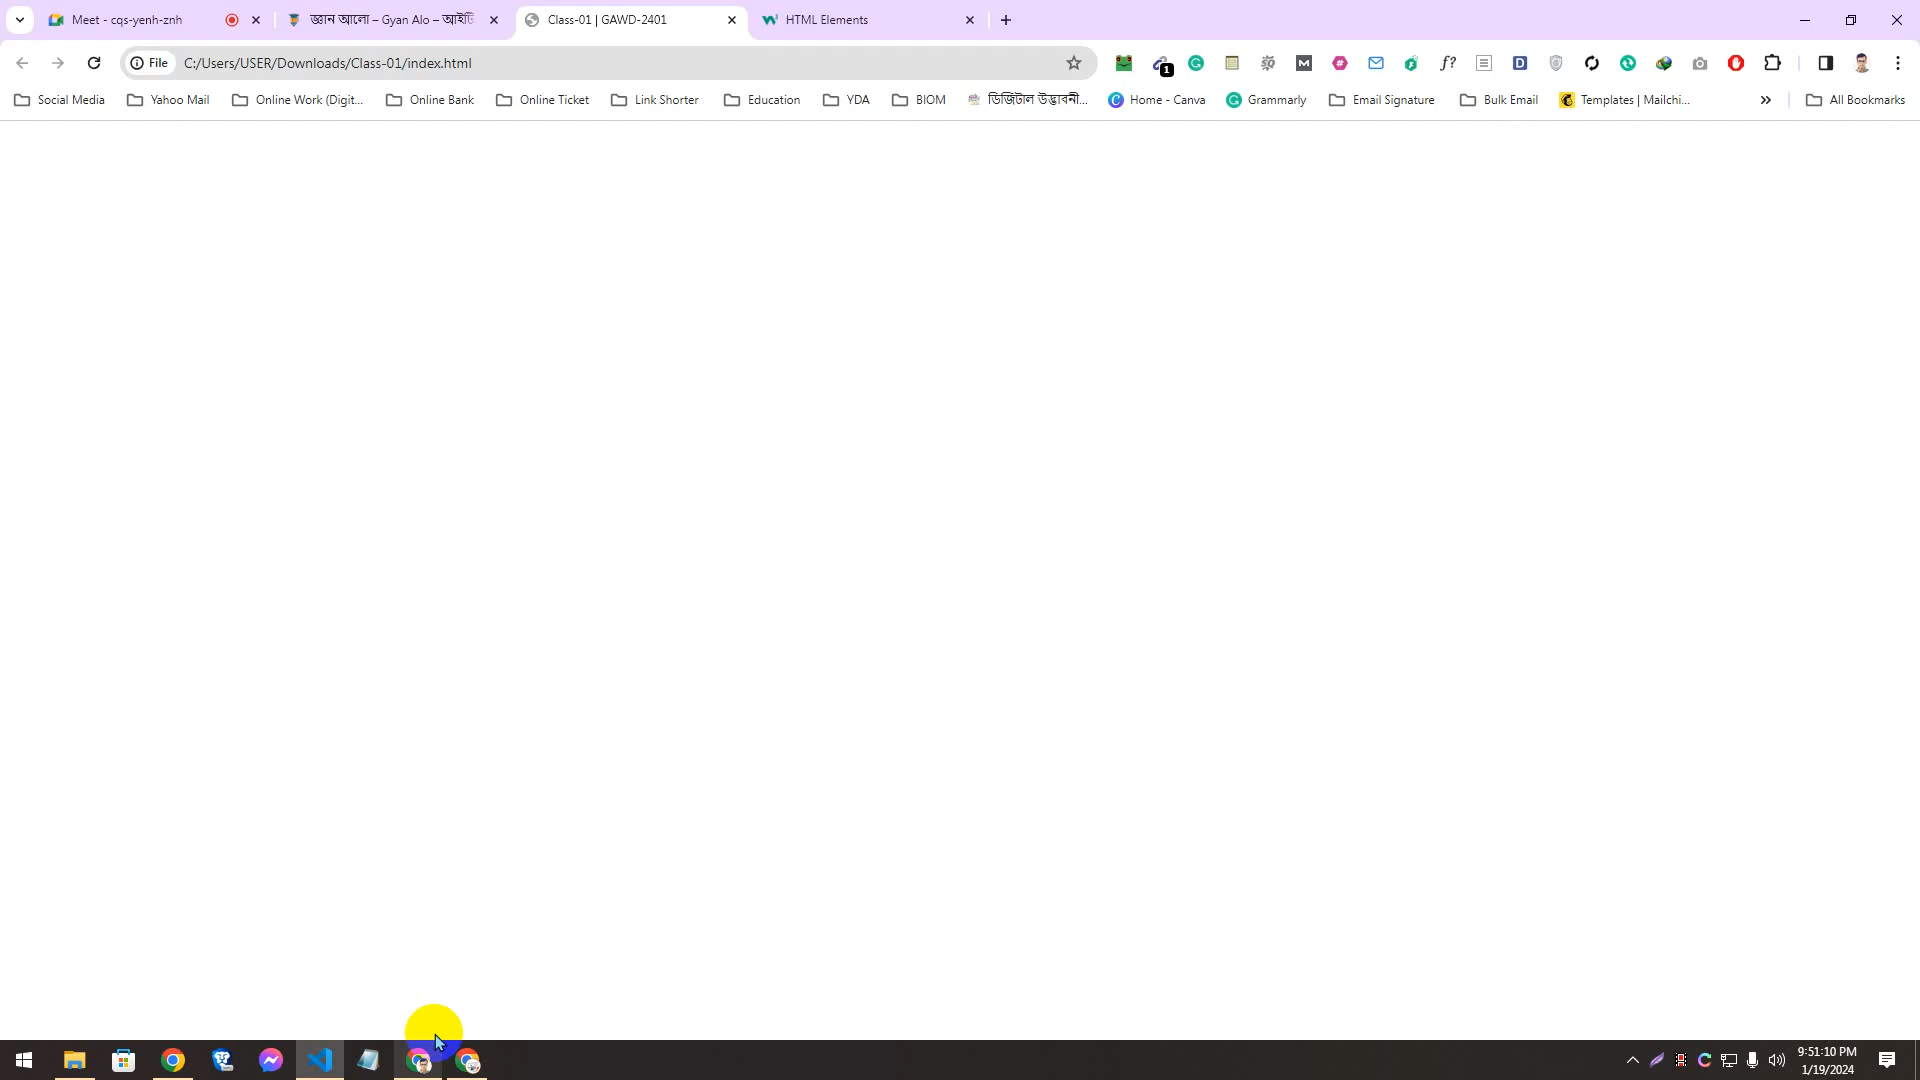 Meet - cqs-yenh-znh
জ্ঞান আলো – Gyan Alo – আইটি
Class-01 | GAWD-2401
HTML Elements
File
C:/Users/USER/Downloads/Class-01/index.html
1
Social Media
Yahoo Mail
Online Work (Digit...
Online Bank
Online Ticket
Link Shorter
Education
YDA
BIOM
ডিজিটাল উদ্ভাবনী...
Home - Canva
Grammarly
Email Signature
Bulk Email
Templates | Mailchi...
All Bookmarks
9:51:10 PM
1/19/2024